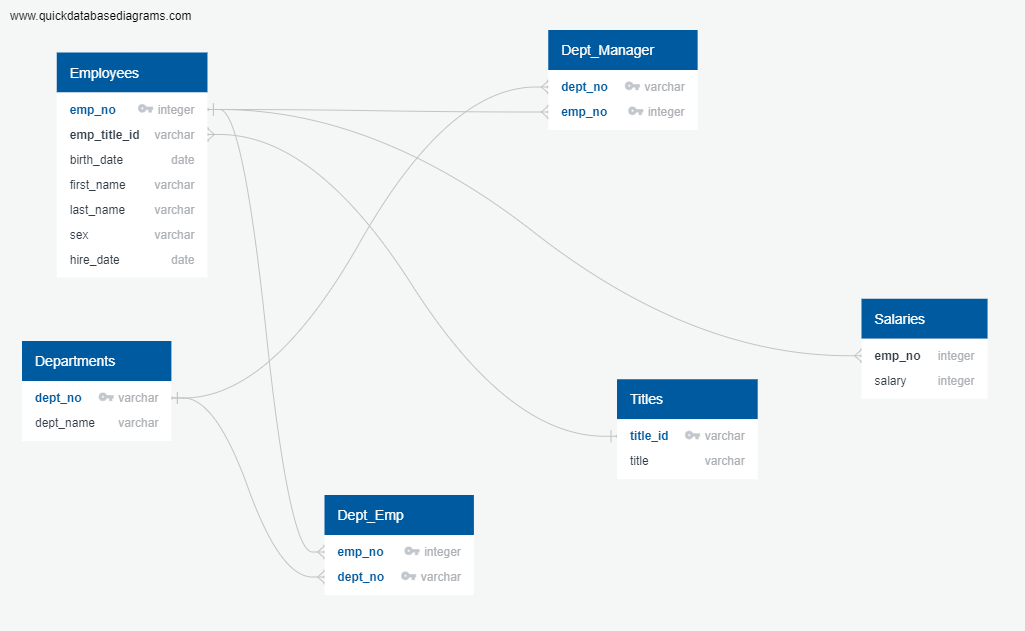 www.quickdatabasediagrams.com
Employees
emp_no integer
emp_title_id varchar
birth_date date
first_name varchar
last_name varchar
sex varchar
hire_date date
Dept_Manager
dept_no varchar
emp_no integer
Departments
dept_no varchar
dept_name varchar
Salaries
emp_no integer
salary integer
Titles
title_id varchar
title varchar
Dept_Emp
emp_no integer
dept_no varchar